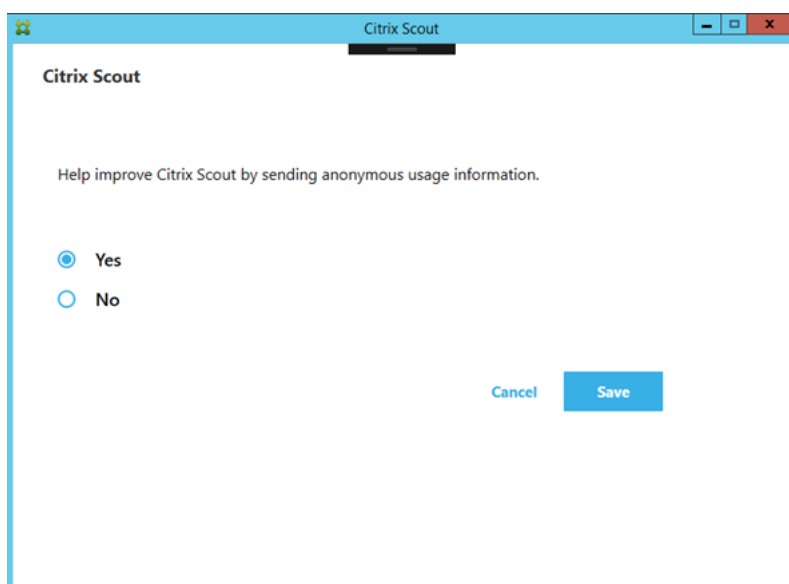 Citrix Scout
Citrix Scout
Help improve Citrix Scout by sending anonymous usage information.
Yes
No
Cancel
Save